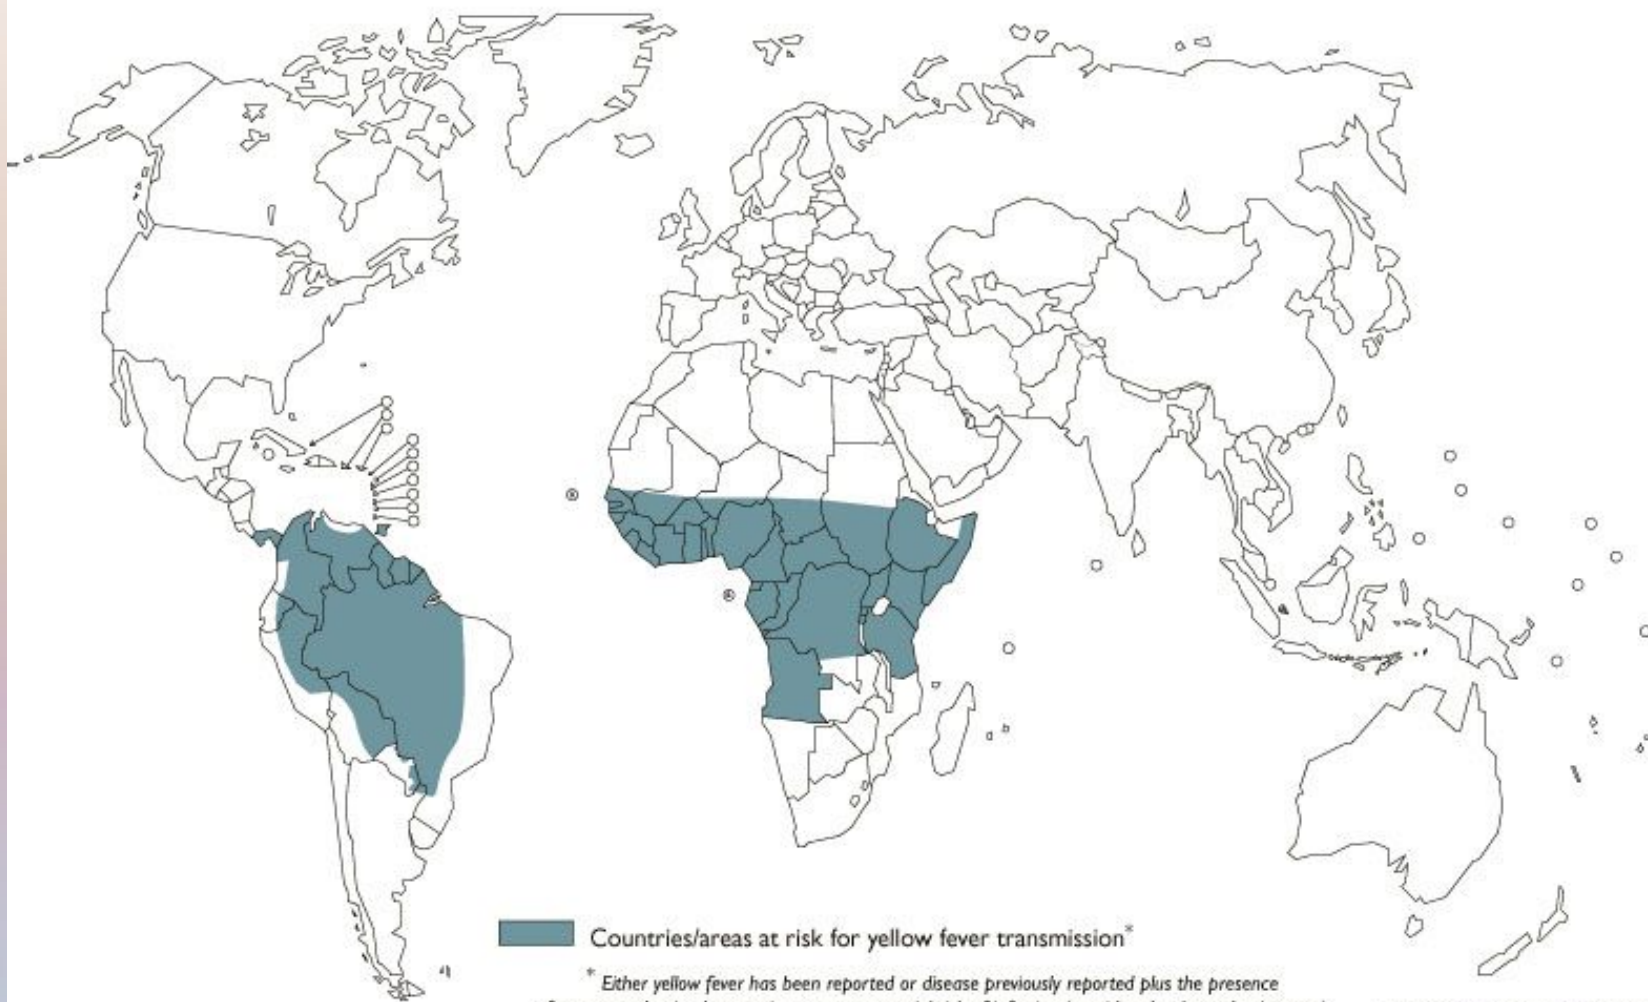 Countries/areas at risk for yellow fever transmission*
* Either yellow fever has been reported or disease previously reported plus the presence